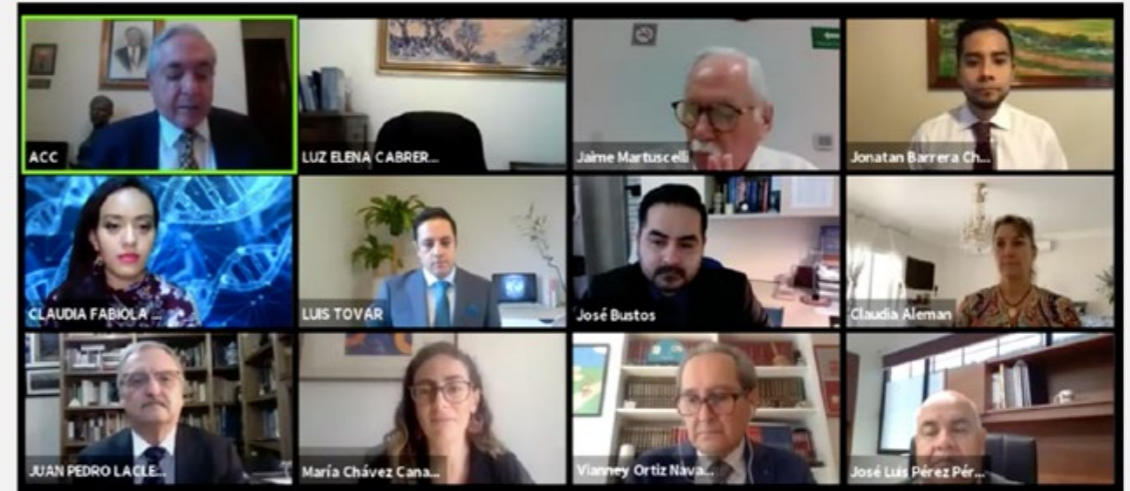 ACC
LUZ ELENA CABRER...
Jaime Martuscelli
Jonatan Barrera Ch...
CLAUDIA FABIOLA ...
LUIS TOVAR
José Bustos
Claudia Aleman
JUAN PEDRO LACLE...
María Chávez Cana...
Vianney Ortiz Nava...
José Luis Pérez Pér...